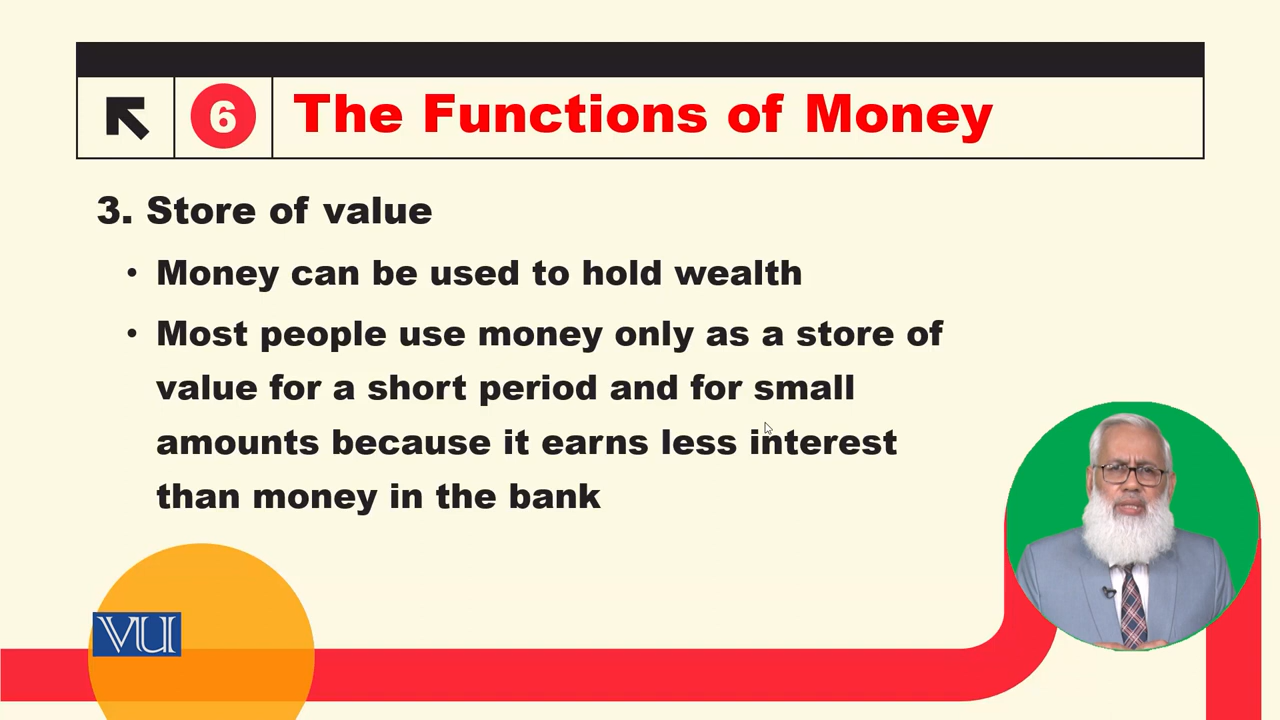 6 The Functions of Money
3. Store of value
• Money can be used to hold wealth
• Most people use money only as a store of
value for a short period and for small
amounts because it earns less interest
than money in the bank
VU